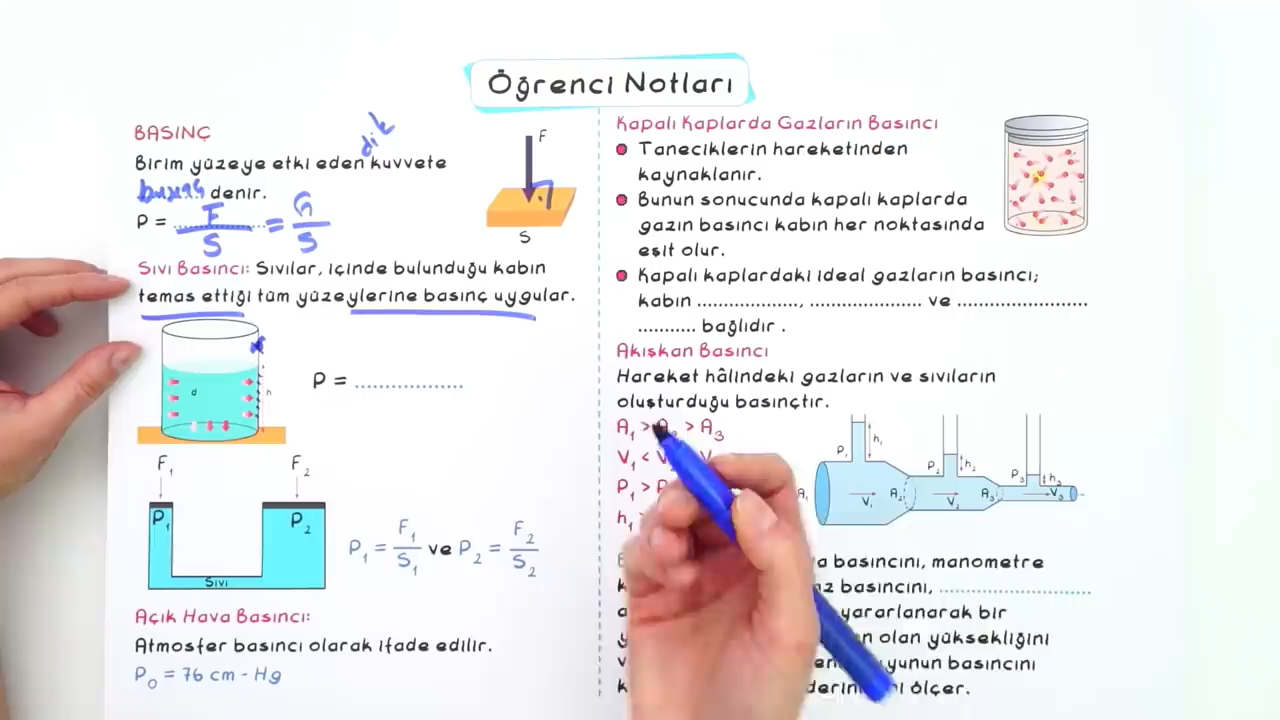 Öğrenci Notları
BASINÇ
dik
Birim yüzeye etki eden kuvvete
basınç denir.
P = F/S = G/S
F
S
Sıvı Basıncı: Sıvılar, içinde bulunduğu kabın
temas ettiği tüm yüzeylerine basınç uygular.
d
h
P = ....................
F₁
F₂
P₁
P₂
Sıvı
P₁ = F₁/S₁ ve P₂ = F₂/S₂
Açık Hava Basıncı:
Atmosfer basıncı olarak ifade edilir.
P₀ = 76 cm - Hg
Kapalı Kaplarda Gazların Basıncı
Taneciklerin hareketinden
kaynaklanır.
Bunun sonucunda kapalı kaplarda
gazın basıncı kabın her noktasında
eşit olur.
Kapalı kaplardaki ideal gazların basıncı;
kabın ..................., .................... ve .......................
........... bağlıdır .
Akışkan Basıncı
Hareket hâlindeki gazların ve sıvıların
oluşturduğu basınçtır.
A₁ > A₂ > A₃
V₁ < V
P₁ > P
h₁
P₁
h₁
P₂
h₂
P₃
h₃
A₁
V₁
A₂
V₂
A₃
V₃
basıncını, manometre
basıncını, ...........................
yararlanarak bir
olan yüksekliğini
basıncını
ölçer.